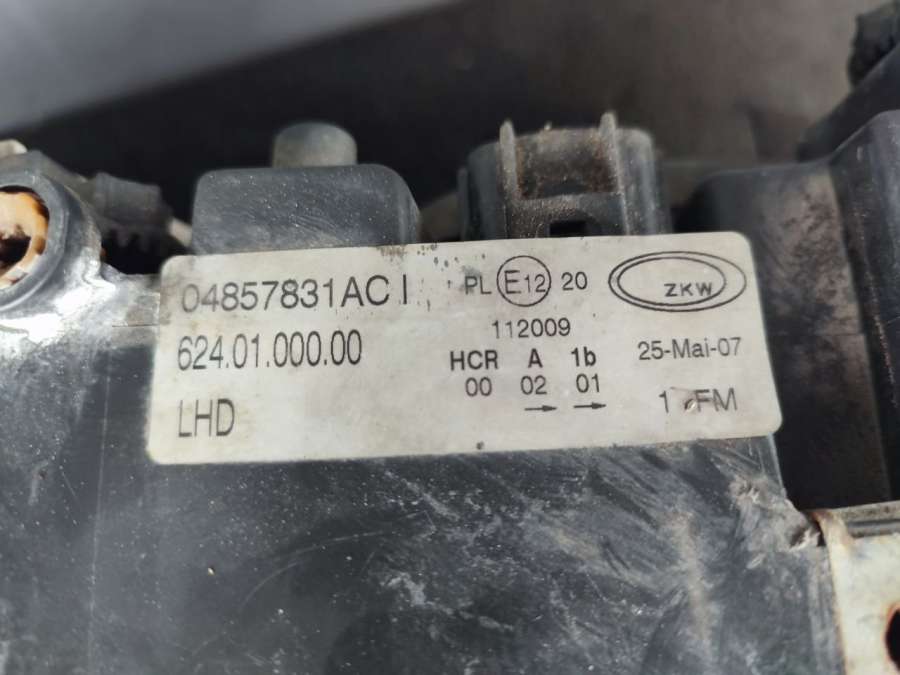 04857831AC I
624.01.000.00
LHD
PL E12 20
112009
HCR A 1b
00 02 01
→ →
ZKW
25-Mai-07
1 FM